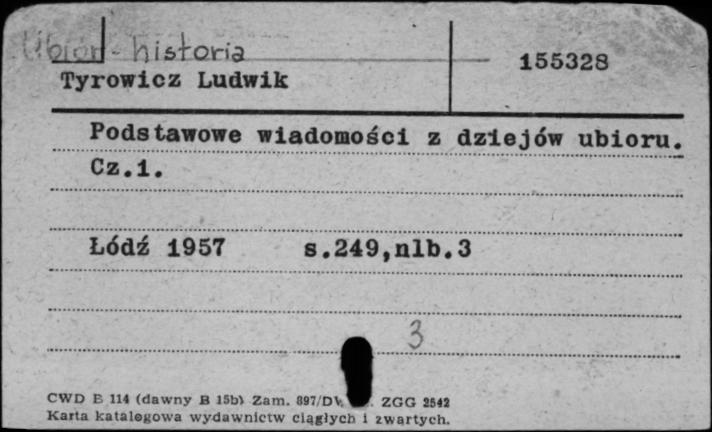 Ubiór - historia
155328
Tyrowicz Ludwik
Podstawowe wiadomości z dziejów ubioru.
Cz.1.
Łódź 1957 s.249,nlb.3
3
CWD B 114 (dawny B 15b) Zam. 897/DV ZGG 2542
Karta katalogowa wydawnictw ciągłych i zwartych.